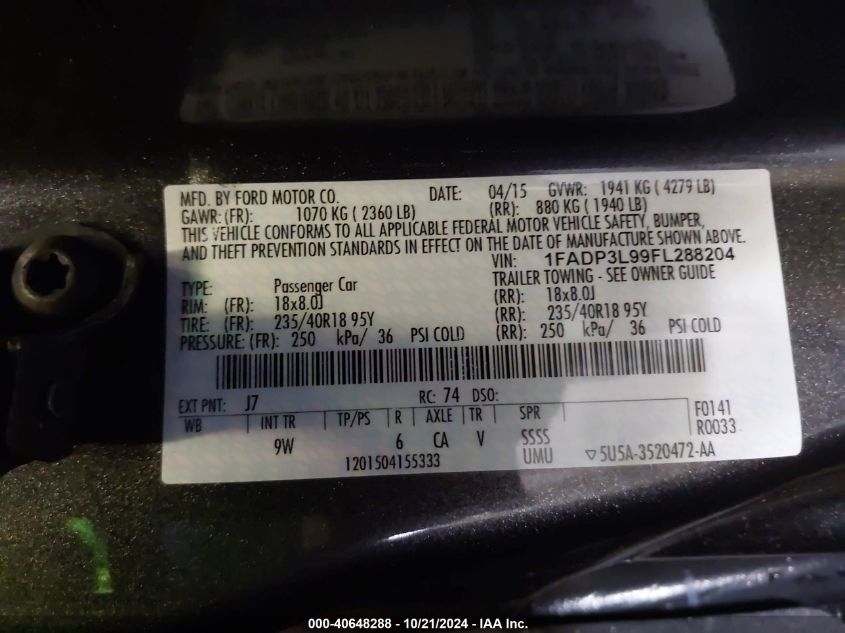 MFD. BY FORD MOTOR CO. DATE: 04/15 GVWR: 1941 KG ( 4279 LB)
GAWR: (FR): 1070 KG ( 2360 LB) (RR): 880 KG ( 1940 LB)
THIS VEHICLE CONFORMS TO ALL APPLICABLE FEDERAL MOTOR VEHICLE SAFETY, BUMPER,
AND THEFT PREVENTION STANDARDS IN EFFECT ON THE DATE OF MANUFACTURE SHOWN ABOVE.
VIN: 1FADP3L99FL288204
TYPE: Passenger Car TRAILER TOWING - SEE OWNER GUIDE
RIM: (FR): 18x8.0J (RR): 18x8.0J
TIRE: (FR): 235/40R18 95Y (RR): 235/40R18 95Y
PRESSURE: (FR): 250 kPa/ 36 PSI COLD (RR): 250 kPa/ 36 PSI COLD
EXT PNT: J7 RC: 74 DSO:
WB INT TR TP/PS R AXLE TR SPR F0141
9W 6 CA V SSSS R0033
1201504155333 UMU ▽5U5A-3520472-AA
000-40648288 - 10/21/2024 - IAA Inc.